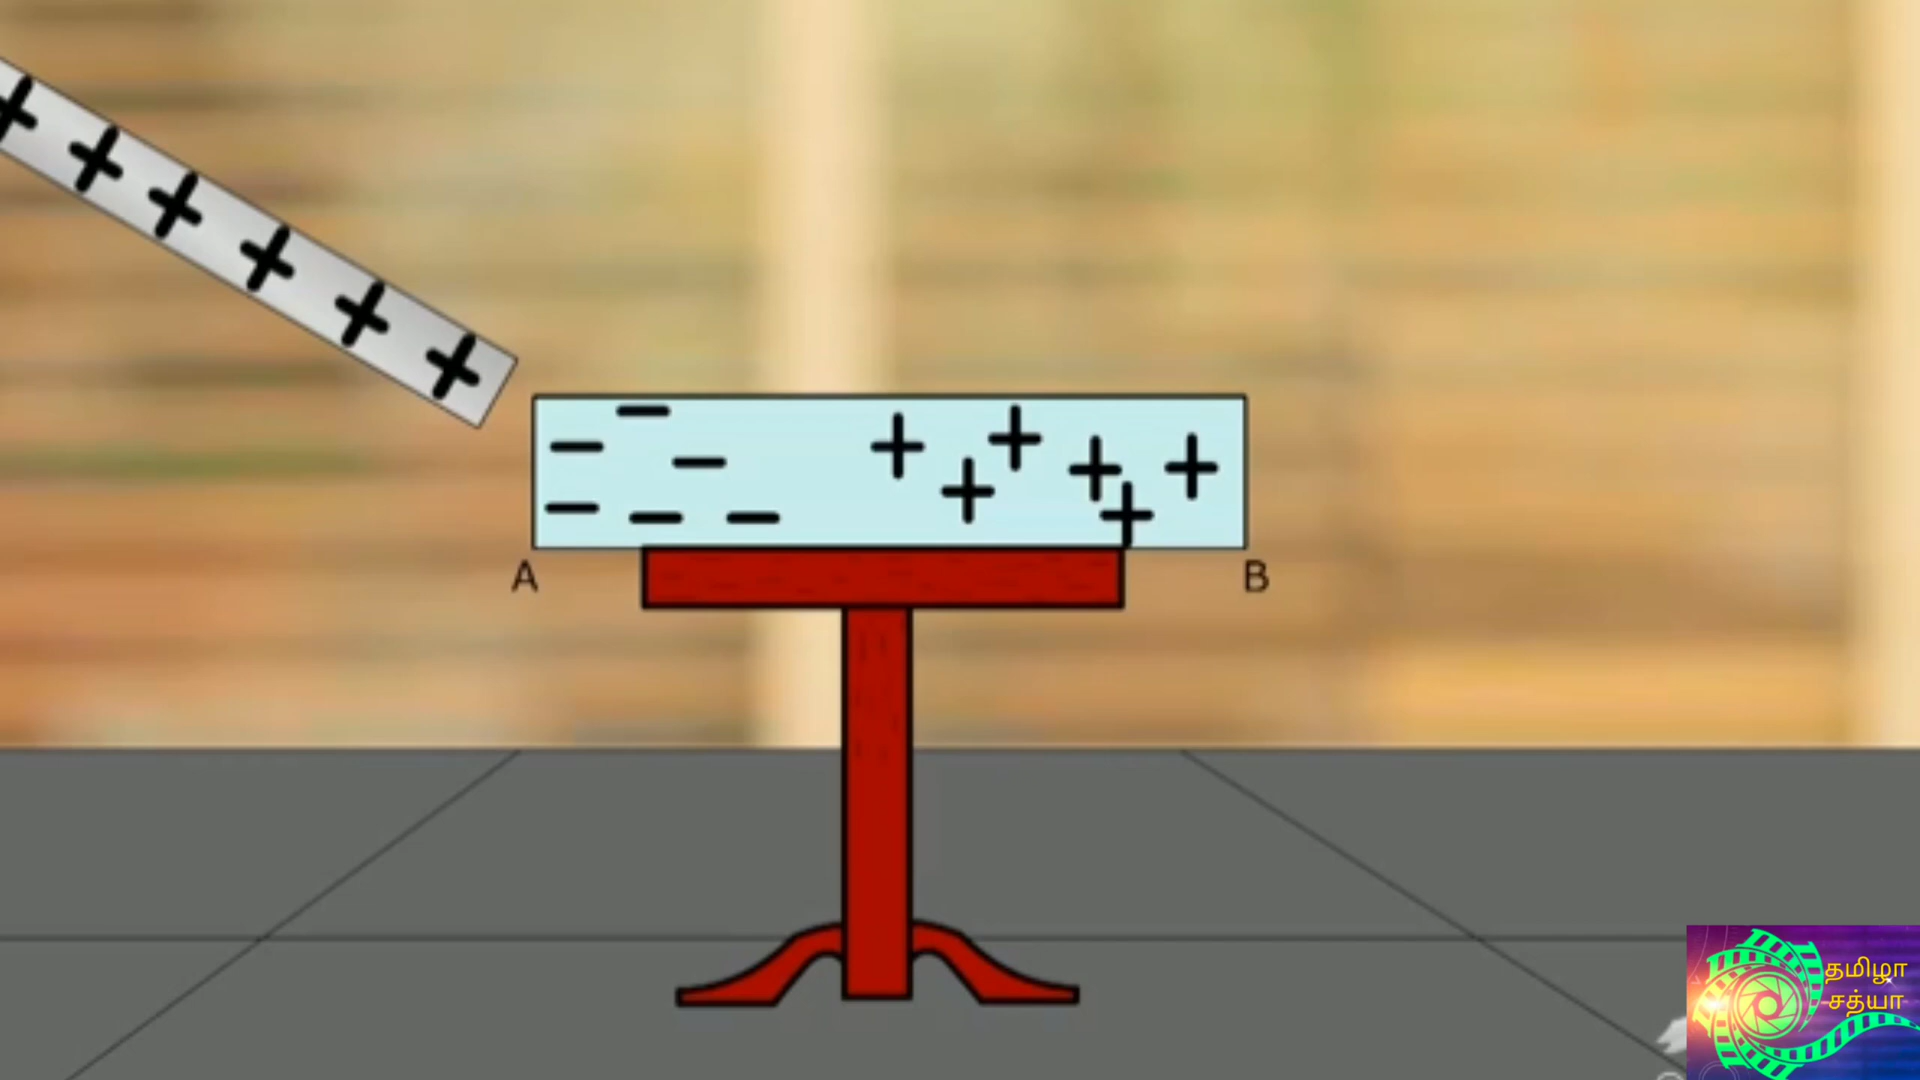 + + + + + +
− − − − − − + + + + + +
A B
தமிழா
சத்யா